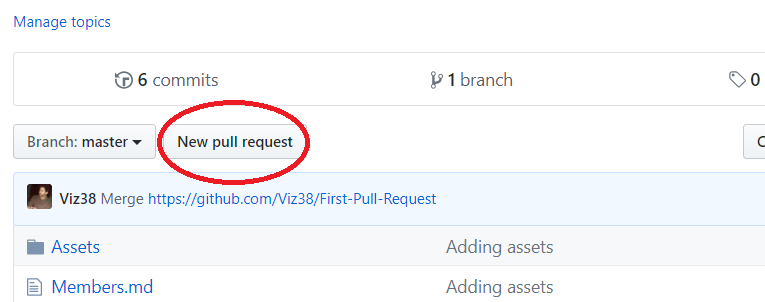 Manage topics
6 commits 1 branch 0
Branch: master New pull request
Viz38 Merge https://github.com/Viz38/First-Pull-Request
Assets Adding assets
Members.md Adding assets